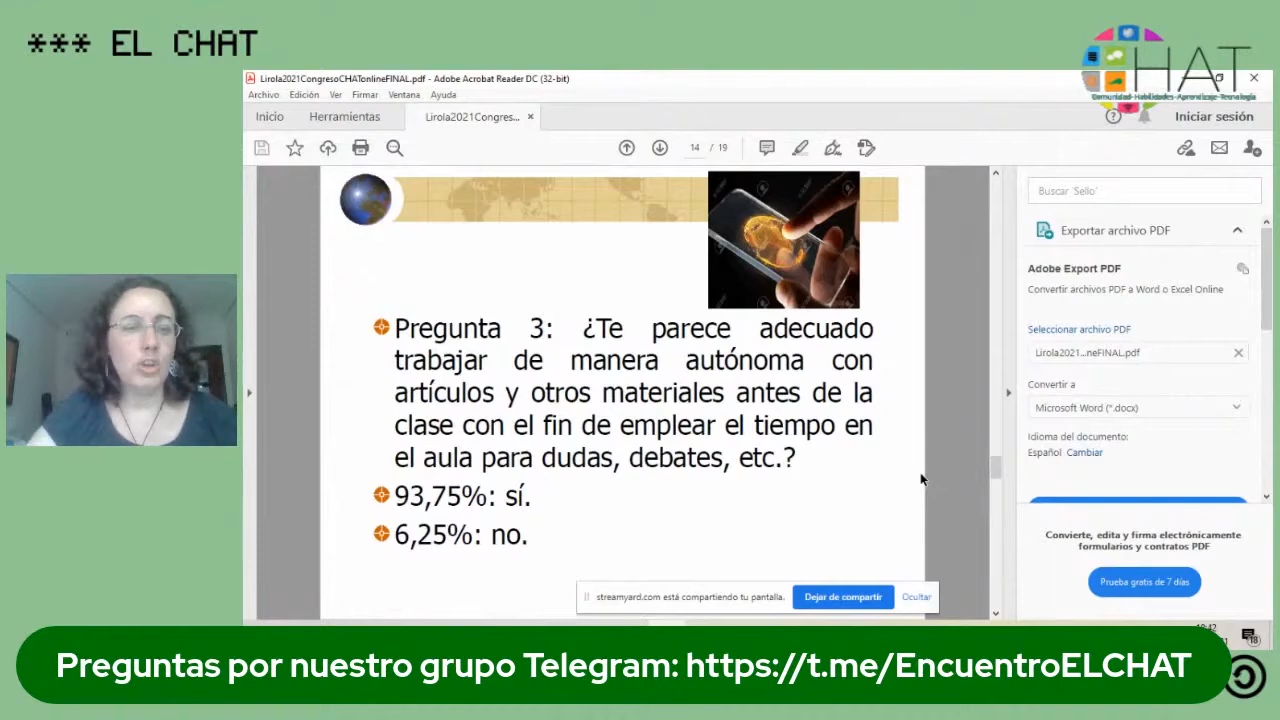 *** EL CHAT
HAT
Comunidad-Habilidades-Aprendizaje-Tecnología
Lirola2021CongresoCHATonlineFINAL.pdf - Adobe Acrobat Reader DC (32-bit)
Archivo Edición Ver Firmar Ventana Ayuda
Inicio Herramientas Lirola2021Congres... Iniciar sesión
14 / 19
Buscar 'Sello'
Exportar archivo PDF
Adobe Export PDF
Convertir archivos PDF a Word o Excel Online
Seleccionar archivo PDF
Lirola2021...neFINAL.pdf
Convertir a
Microsoft Word (*.docx)
Idioma del documento:
Español Cambiar
Convierte, edita y firma electrónicamente
formularios y contratos PDF
Prueba gratis de 7 días
Pregunta 3: ¿Te parece adecuado
trabajar de manera autónoma con
artículos y otros materiales antes de la
clase con el fin de emplear el tiempo en
el aula para dudas, debates, etc.?
93,75%: sí.
6,25%: no.
streamyard.com está compartiendo tu pantalla. Dejar de compartir Ocultar
18
Preguntas por nuestro grupo Telegram: https://t.me/EncuentroELCHAT